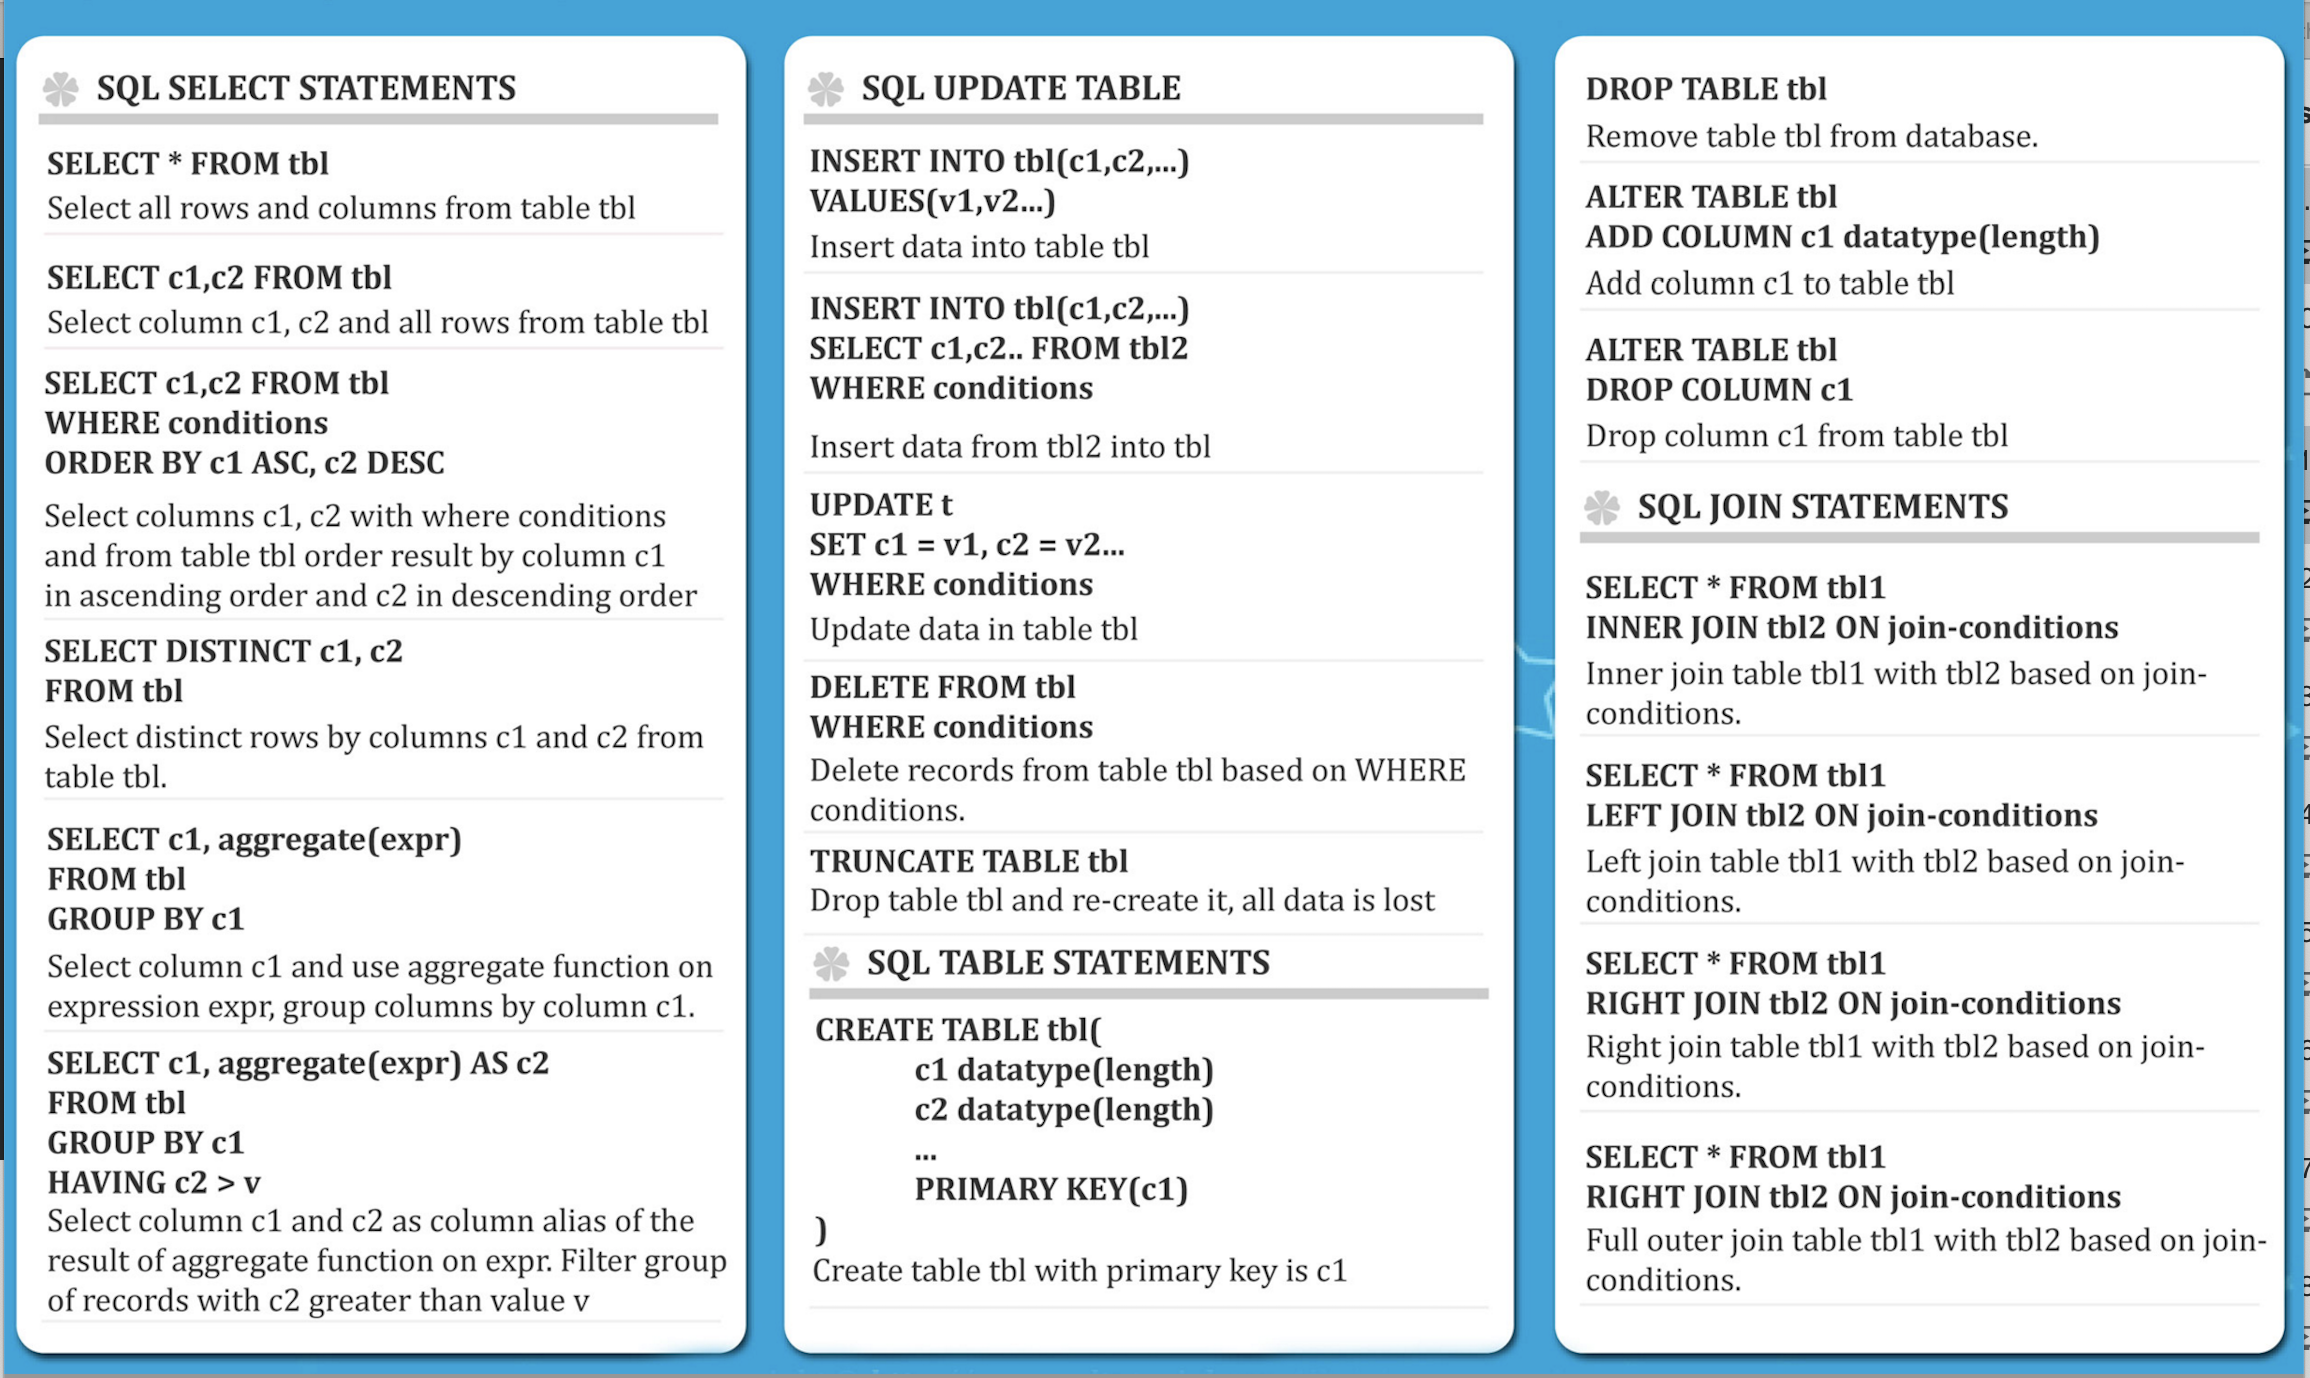 SQL SELECT STATEMENTS
SELECT * FROM tbl
Select all rows and columns from table tbl
SELECT c1,c2 FROM tbl
Select column c1, c2 and all rows from table tbl
SELECT c1,c2 FROM tbl
WHERE conditions
ORDER BY c1 ASC, c2 DESC
Select columns c1, c2 with where conditions
and from table tbl order result by column c1
in ascending order and c2 in descending order
SELECT DISTINCT c1, c2
FROM tbl
Select distinct rows by columns c1 and c2 from
table tbl.
SELECT c1, aggregate(expr)
FROM tbl
GROUP BY c1
Select column c1 and use aggregate function on
expression expr, group columns by column c1.
SELECT c1, aggregate(expr) AS c2
FROM tbl
GROUP BY c1
HAVING c2 > v
Select column c1 and c2 as column alias of the
result of aggregate function on expr. Filter group
of records with c2 greater than value v
SQL UPDATE TABLE
INSERT INTO tbl(c1,c2,...)
VALUES(v1,v2...)
Insert data into table tbl
INSERT INTO tbl(c1,c2,...)
SELECT c1,c2.. FROM tbl2
WHERE conditions
Insert data from tbl2 into tbl
UPDATE t
SET c1 = v1, c2 = v2...
WHERE conditions
Update data in table tbl
DELETE FROM tbl
WHERE conditions
Delete records from table tbl based on WHERE
conditions.
TRUNCATE TABLE tbl
Drop table tbl and re-create it, all data is lost
SQL TABLE STATEMENTS
CREATE TABLE tbl(
c1 datatype(length)
c2 datatype(length)
...
PRIMARY KEY(c1)
)
Create table tbl with primary key is c1
DROP TABLE tbl
Remove table tbl from database.
ALTER TABLE tbl
ADD COLUMN c1 datatype(length)
Add column c1 to table tbl
ALTER TABLE tbl
DROP COLUMN c1
Drop column c1 from table tbl
SQL JOIN STATEMENTS
SELECT * FROM tbl1
INNER JOIN tbl2 ON join-conditions
Inner join table tbl1 with tbl2 based on join-
conditions.
SELECT * FROM tbl1
LEFT JOIN tbl2 ON join-conditions
Left join table tbl1 with tbl2 based on join-
conditions.
SELECT * FROM tbl1
RIGHT JOIN tbl2 ON join-conditions
Right join table tbl1 with tbl2 based on join-
conditions.
SELECT * FROM tbl1
RIGHT JOIN tbl2 ON join-conditions
Full outer join table tbl1 with tbl2 based on join-
conditions.